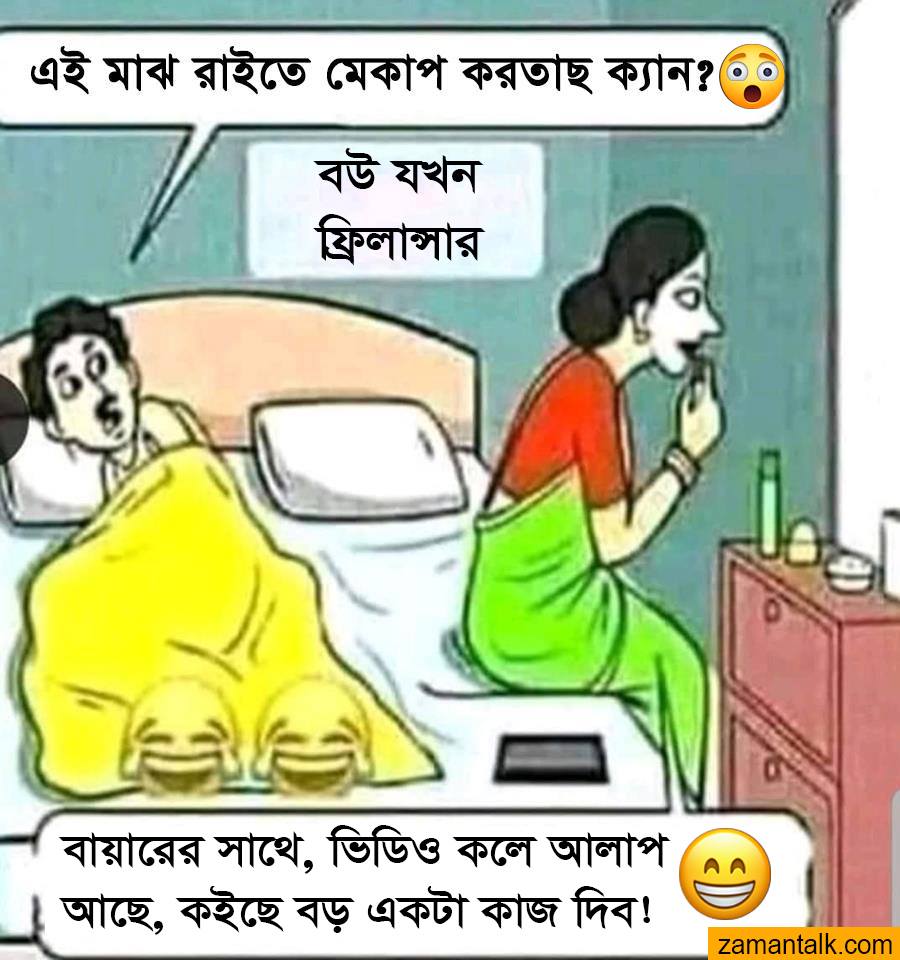 এই মাঝ রাইতে মেকাপ করতাছ ক্যান?😲
বউ যখন
ফ্রিলান্সার
বায়ারের সাথে, ভিডিও কলে আলাপ
আছে, কইছে বড় একটা কাজ দিব!😁
zamantalk.com